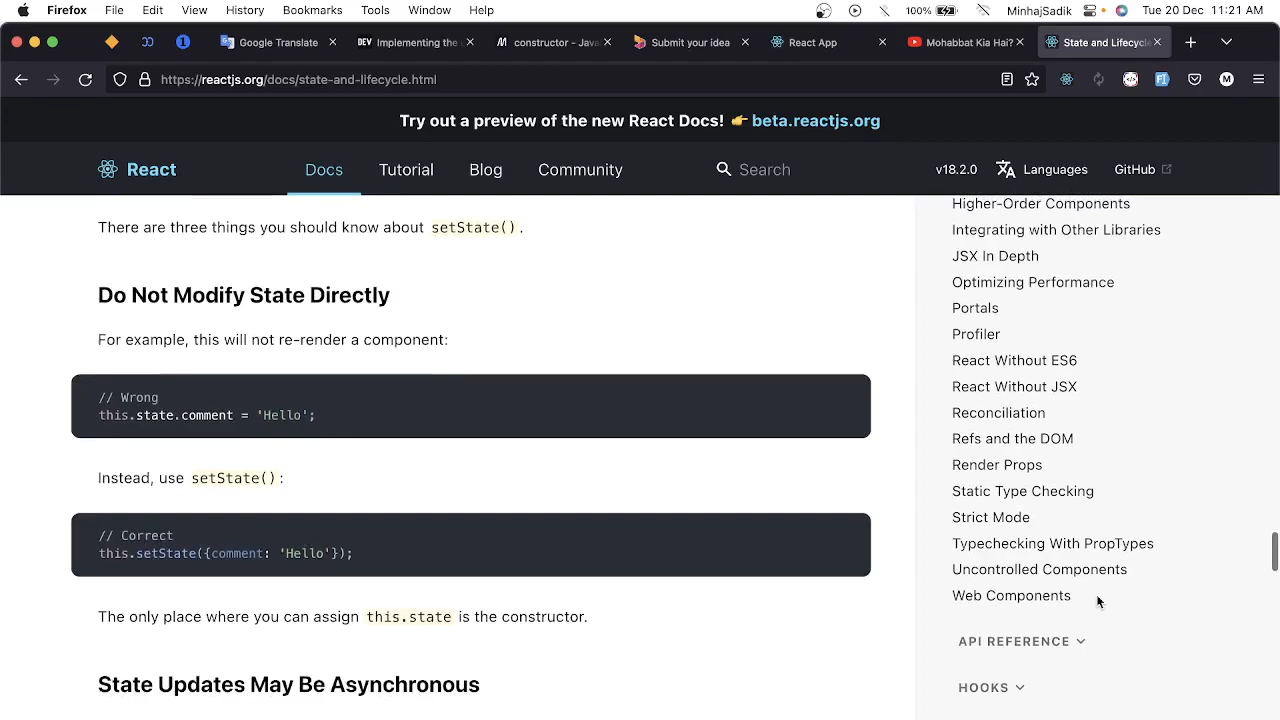 Firefox File Edit View History Bookmarks Tools Window Help 100% MinhajSadik Tue 20 Dec 11:21 AM
Google Translate DEV Implementing the constructor - Java Submit your idea React App Mohabbat Kia Hai? State and Lifecycle
https://reactjs.org/docs/state-and-lifecycle.html
Try out a preview of the new React Docs! 👉 beta.reactjs.org
React Docs Tutorial Blog Community Search v18.2.0 Languages GitHub
There are three things you should know about setState().
Do Not Modify State Directly
For example, this will not re-render a component:
// Wrong
this.state.comment = 'Hello';
Instead, use setState():
// Correct
this.setState({comment: 'Hello'});
The only place where you can assign this.state is the constructor.
State Updates May Be Asynchronous
Higher-Order Components
Integrating with Other Libraries
JSX In Depth
Optimizing Performance
Portals
Profiler
React Without ES6
React Without JSX
Reconciliation
Refs and the DOM
Render Props
Static Type Checking
Strict Mode
Typechecking With PropTypes
Uncontrolled Components
Web Components
API REFERENCE
HOOKS